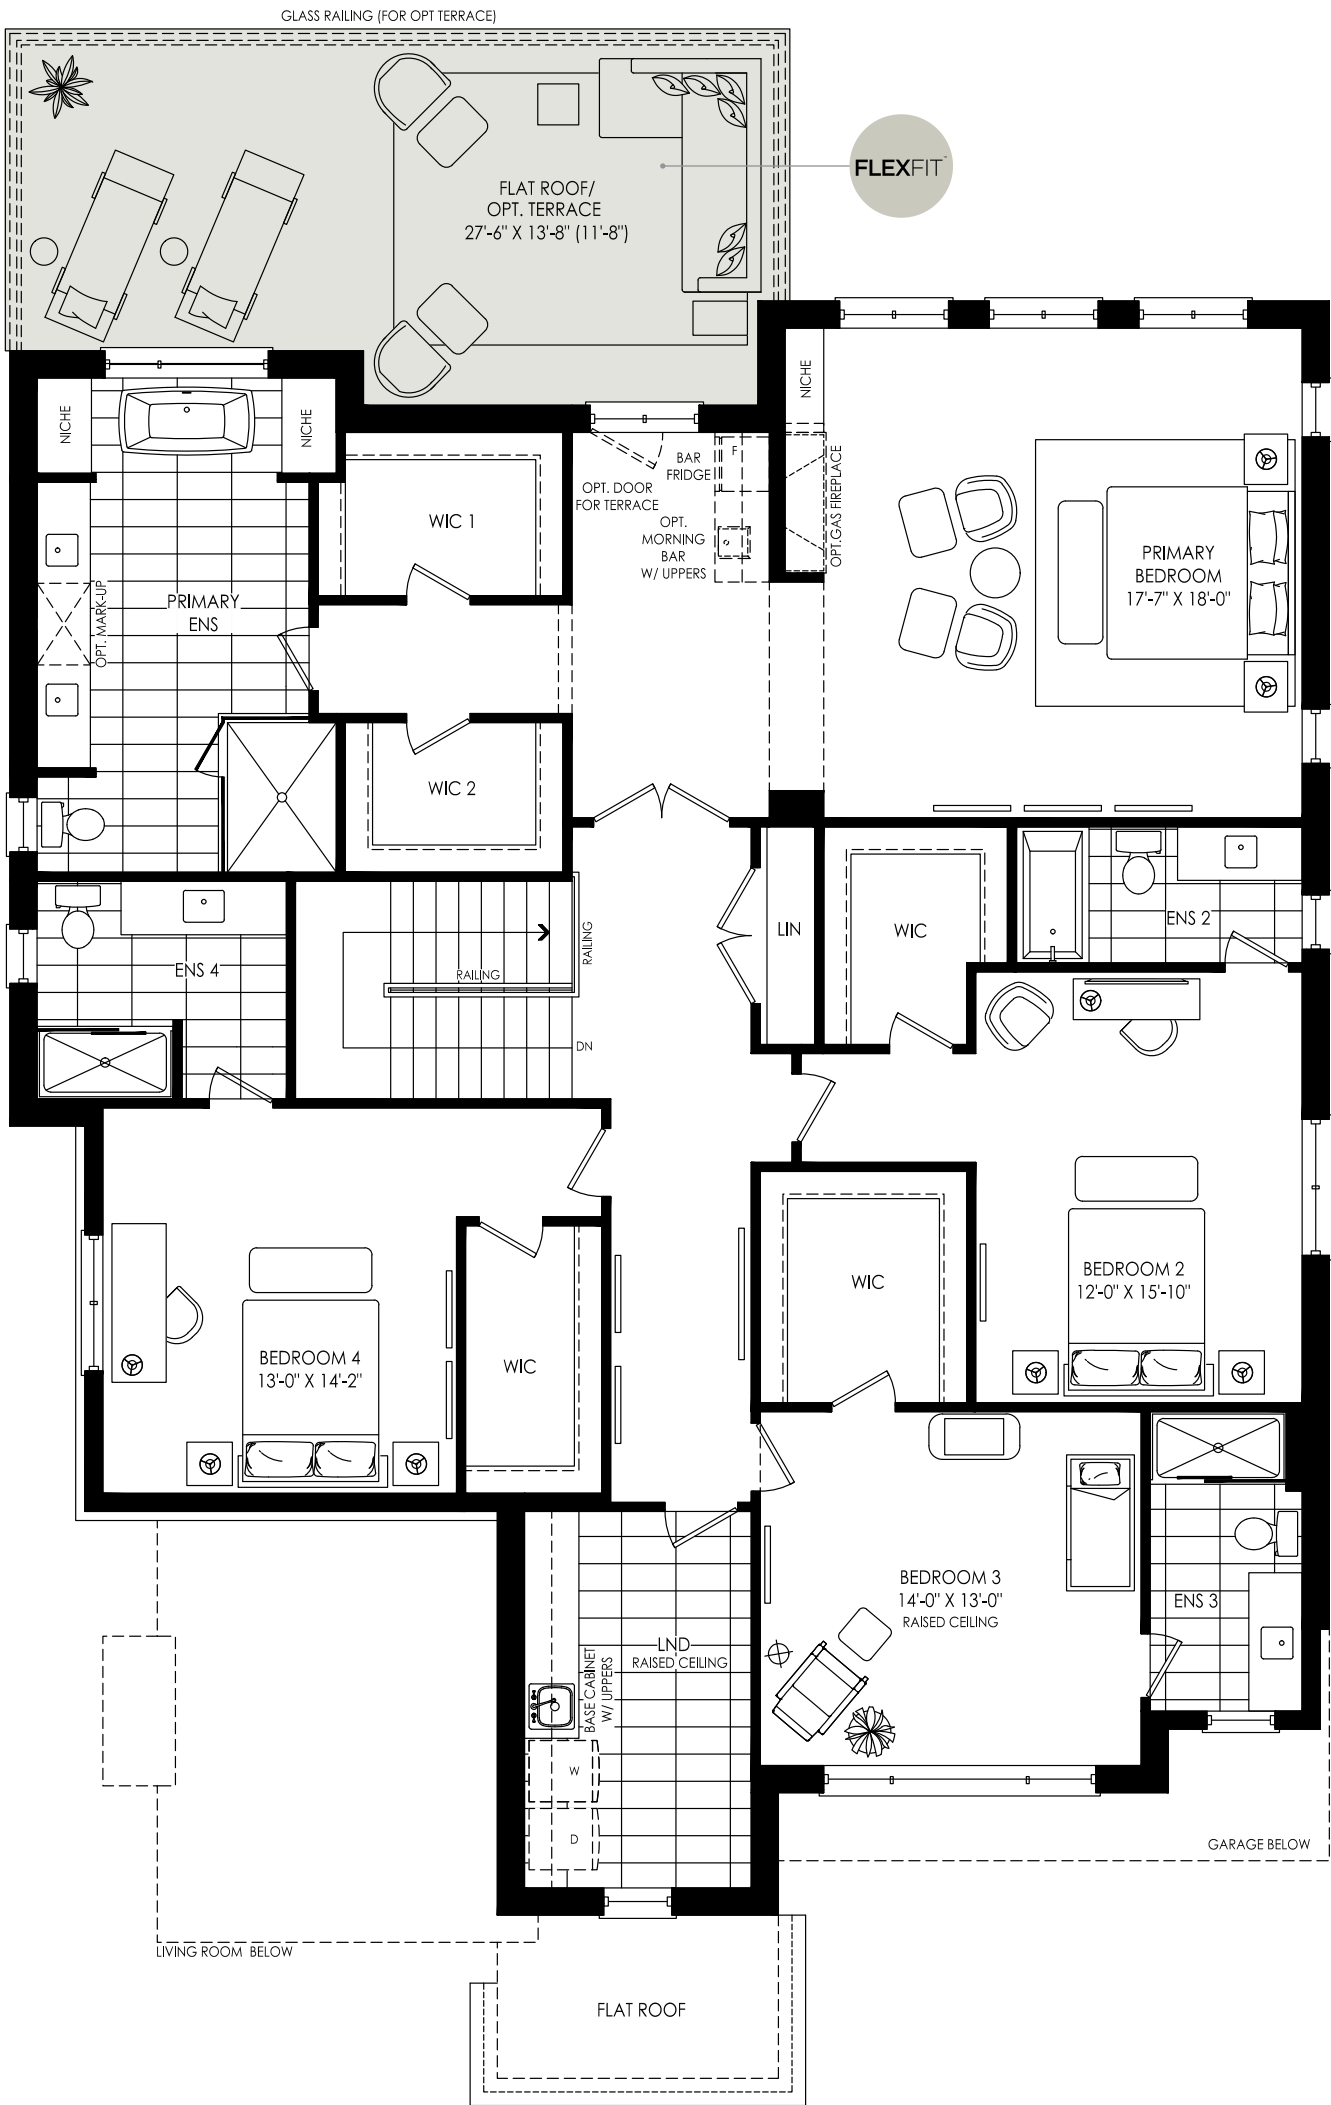 GLASS RAILING (FOR OPT TERRACE)
FLEXFIT
FLAT ROOF/
OPT. TERRACE
27'-6" X 13'-8" (11'-8")
NICHE
NICHE
NICHE
OPT.GAS FIREPLACE
BAR
FRIDGE
F
OPT. DOOR
FOR TERRACE
OPT.
MORNING
BAR
W/ UPPERS
WIC 1
PRIMARY
BEDROOM
17'-7" X 18'-0"
PRIMARY
ENS
OPT. MARK-UP
WIC 2
LIN
WIC
ENS 2
ENS 4
RAILING
RAILING
DN
WIC
BEDROOM 2
12'-0" X 15'-10"
BEDROOM 4
13'-0" X 14'-2"
WIC
BEDROOM 3
14'-0" X 13'-0"
RAISED CEILING
ENS 3
LND
RAISED CEILING
BASE CABINET
W/ UPPERS
W
D
GARAGE BELOW
LIVING ROOM BELOW
FLAT ROOF